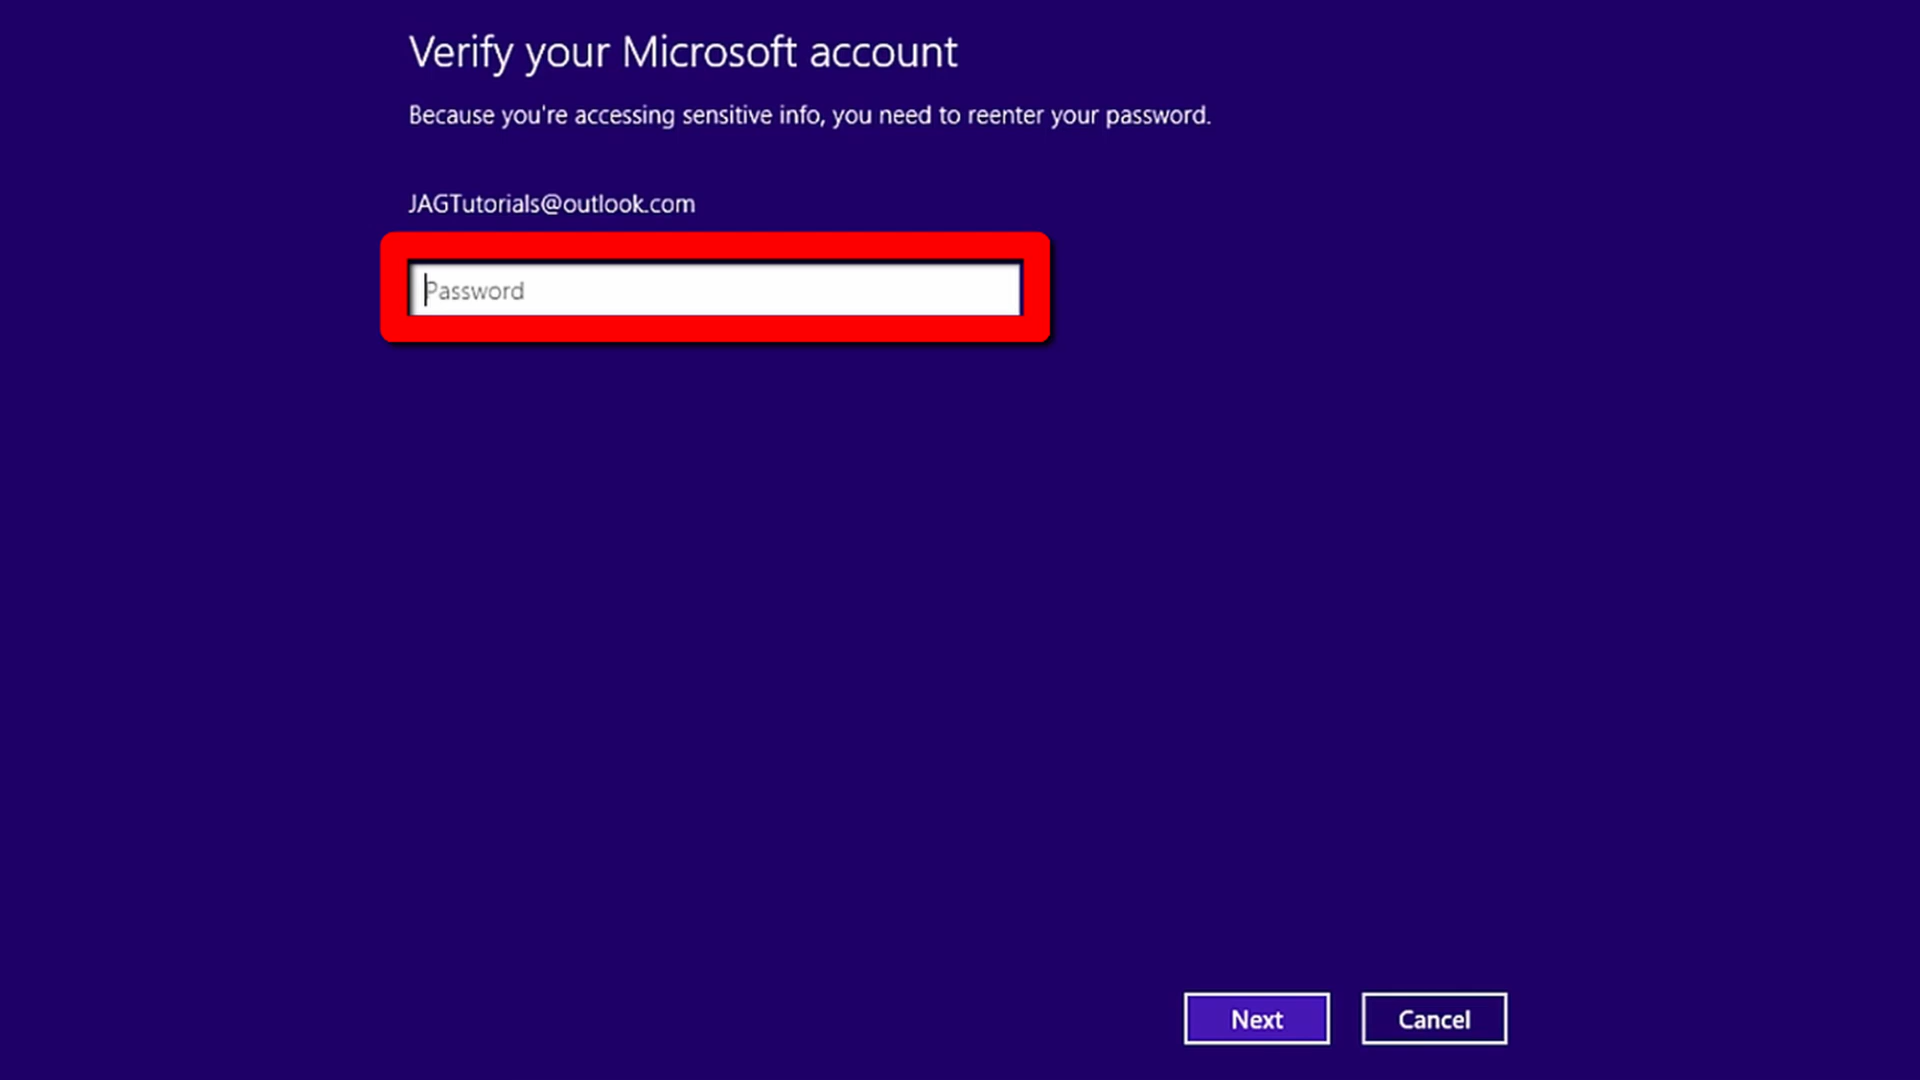 Verify your Microsoft account
Because you're accessing sensitive info, you need to reenter your password.
JAGTutorials@outlook.com
Password
Next
Cancel